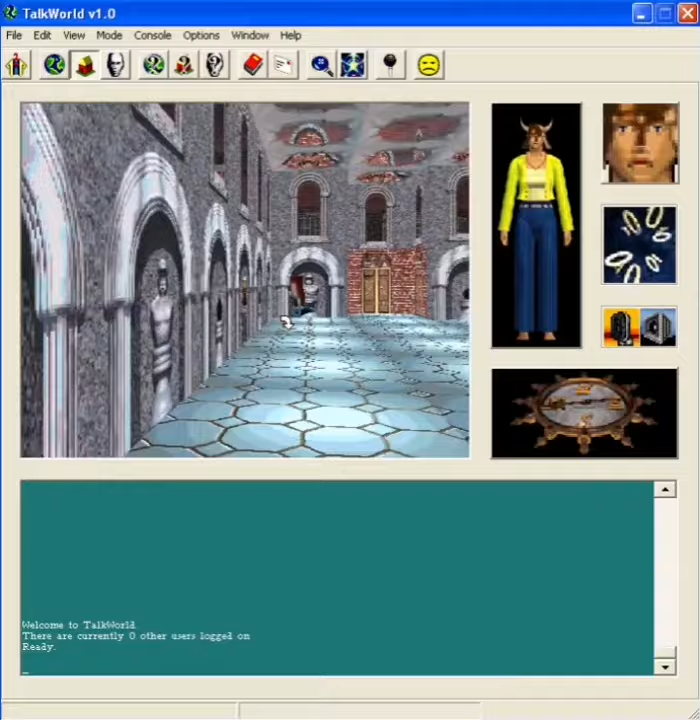 TalkWorld v1.0
File Edit View Mode Console Options Window Help
Welcome to TalkWorld.
There are currently 0 other users logged on
Ready.
_